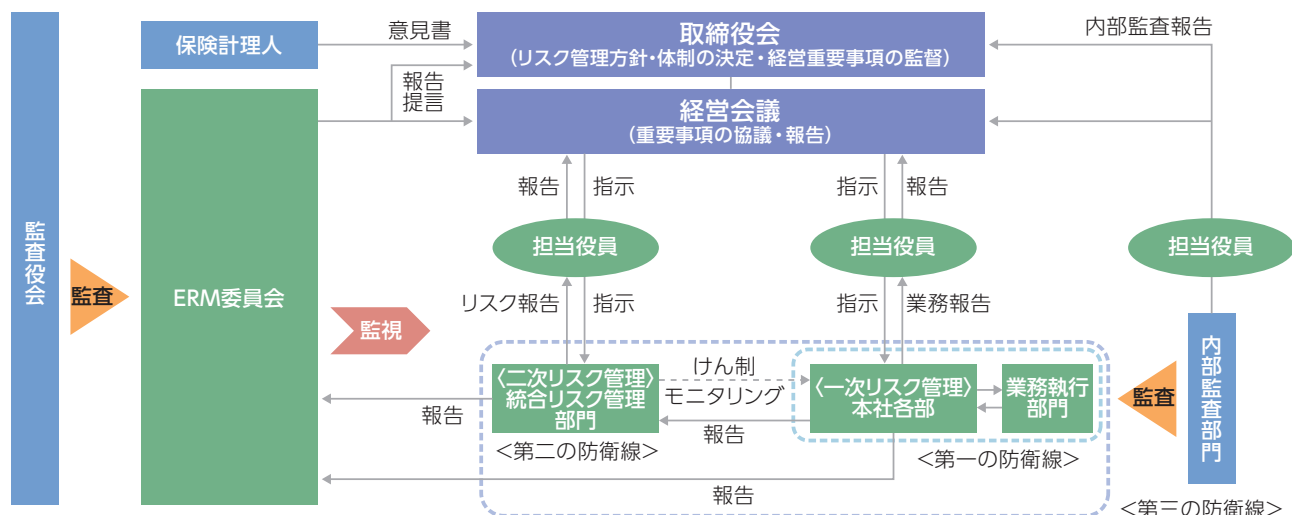 保険計理人
意見書
取締役会
（リスク管理方針・体制の決定・経営重要事項の監督）
内部監査報告
報告
提言
経営会議
（重要事項の協議・報告）
報告
指示
指示
報告
監査役会
監査
ERM委員会
担当役員
担当役員
担当役員
リスク報告
指示
指示
業務報告
監視
〈二次リスク管理〉
統合リスク管理
部門
けん制
モニタリング
〈一次リスク管理〉
本社各部
業務執行
部門
監査
内部監査部門
報告
報告
＜第二の防衛線＞
＜第一の防衛線＞
報告
＜第三の防衛線＞